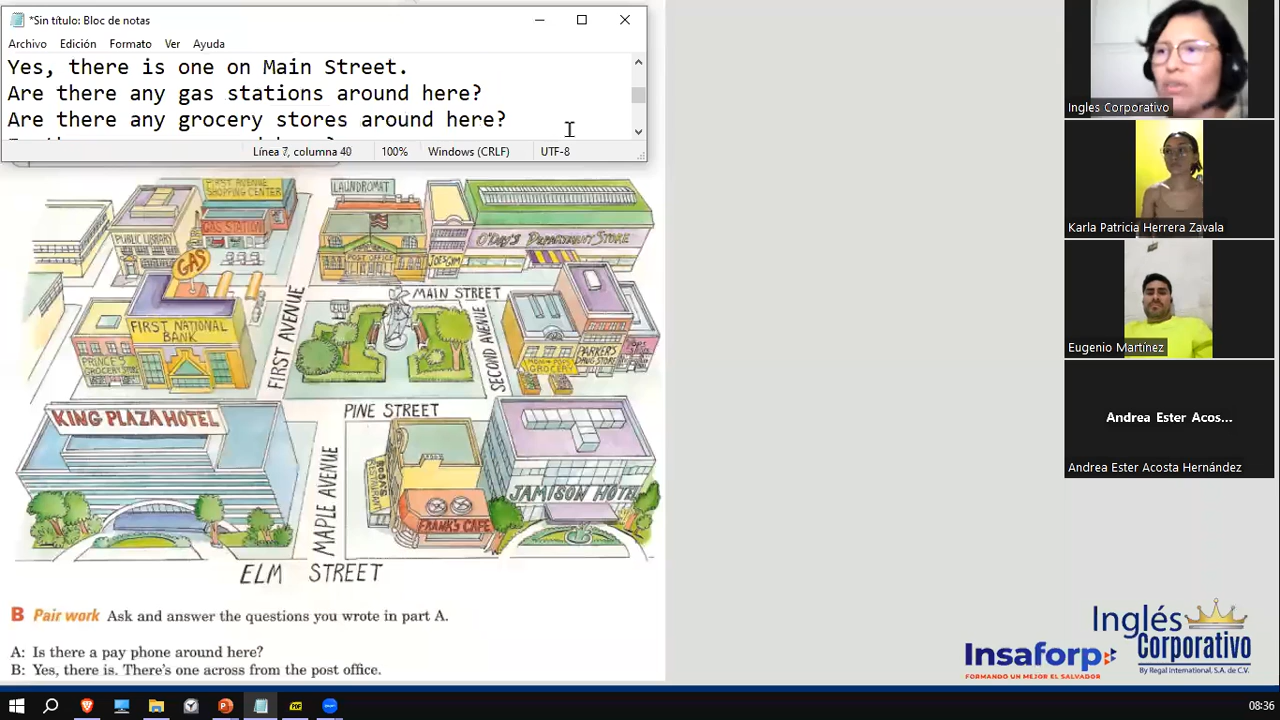 *Sin título: Bloc de notas
Archivo Edición Formato Ver Ayuda
Yes, there is one on Main Street.
Are there any gas stations around here?
Are there any grocery stores around here?
Línea 7, columna 40 100% Windows (CRLF) UTF-8
FIRST AVENUE SHOPPING CENTER
LAUNDROMAT
PUBLIC LIBRARY
GAS STATION
POST OFFICE
JOE'S GYM
O'DAY'S DEPARTMENT STORE
GAS
MAIN STREET
FIRST NATIONAL BANK
PRINCE'S GROCERY STORE
FIRST AVENUE
SECOND AVENUE
PARKER'S DRUG STORE
GROCERY
KING PLAZA HOTEL
PINE STREET
MAPLE AVENUE
RESTAURANT
FRANK'S CAFE
JAMISON HOTEL
ELM STREET
B Pair work Ask and answer the questions you wrote in part A.
A: Is there a pay phone around here?
B: Yes, there is. There's one across from the post office.
Ingles Corporativo
Karla Patricia Herrera Zavala
Eugenio Martínez
Andrea Ester Acos...
Andrea Ester Acosta Hernández
Insaforp
FORMANDO UN MEJOR EL SALVADOR
Inglés
Corporativo
By Regal International, S.A. de C.V.
08:36